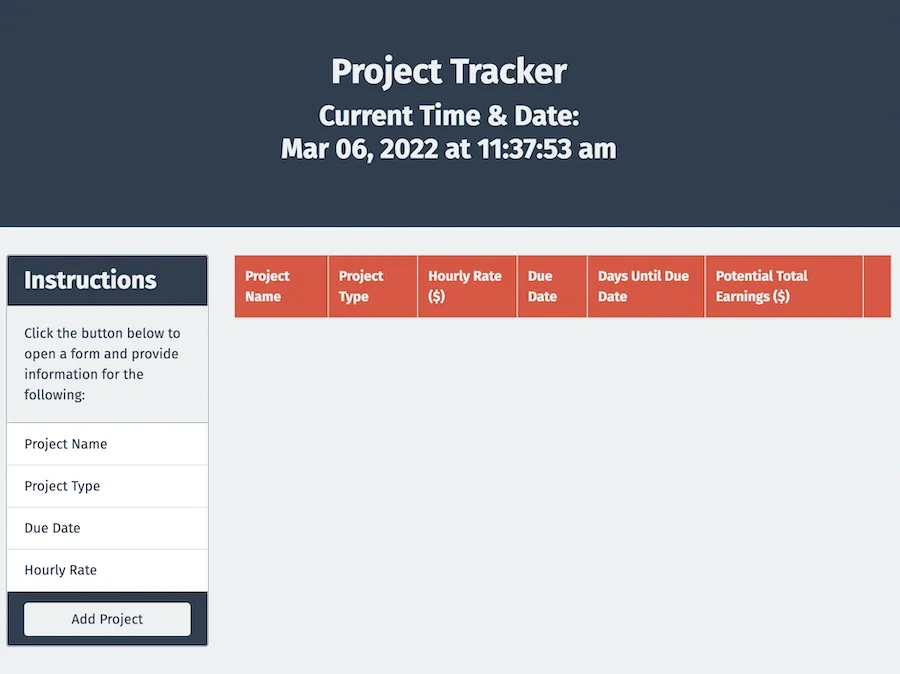 Project Tracker
Current Time & Date:
Mar 06, 2022 at 11:37:53 am
Instructions
Click the button below to
open a form and provide
information for the
following:
Project Name
Project Type
Due Date
Hourly Rate
Add Project
Project
Name
Project
Type
Hourly Rate
($)
Due
Date
Days Until Due
Date
Potential Total
Earnings ($)